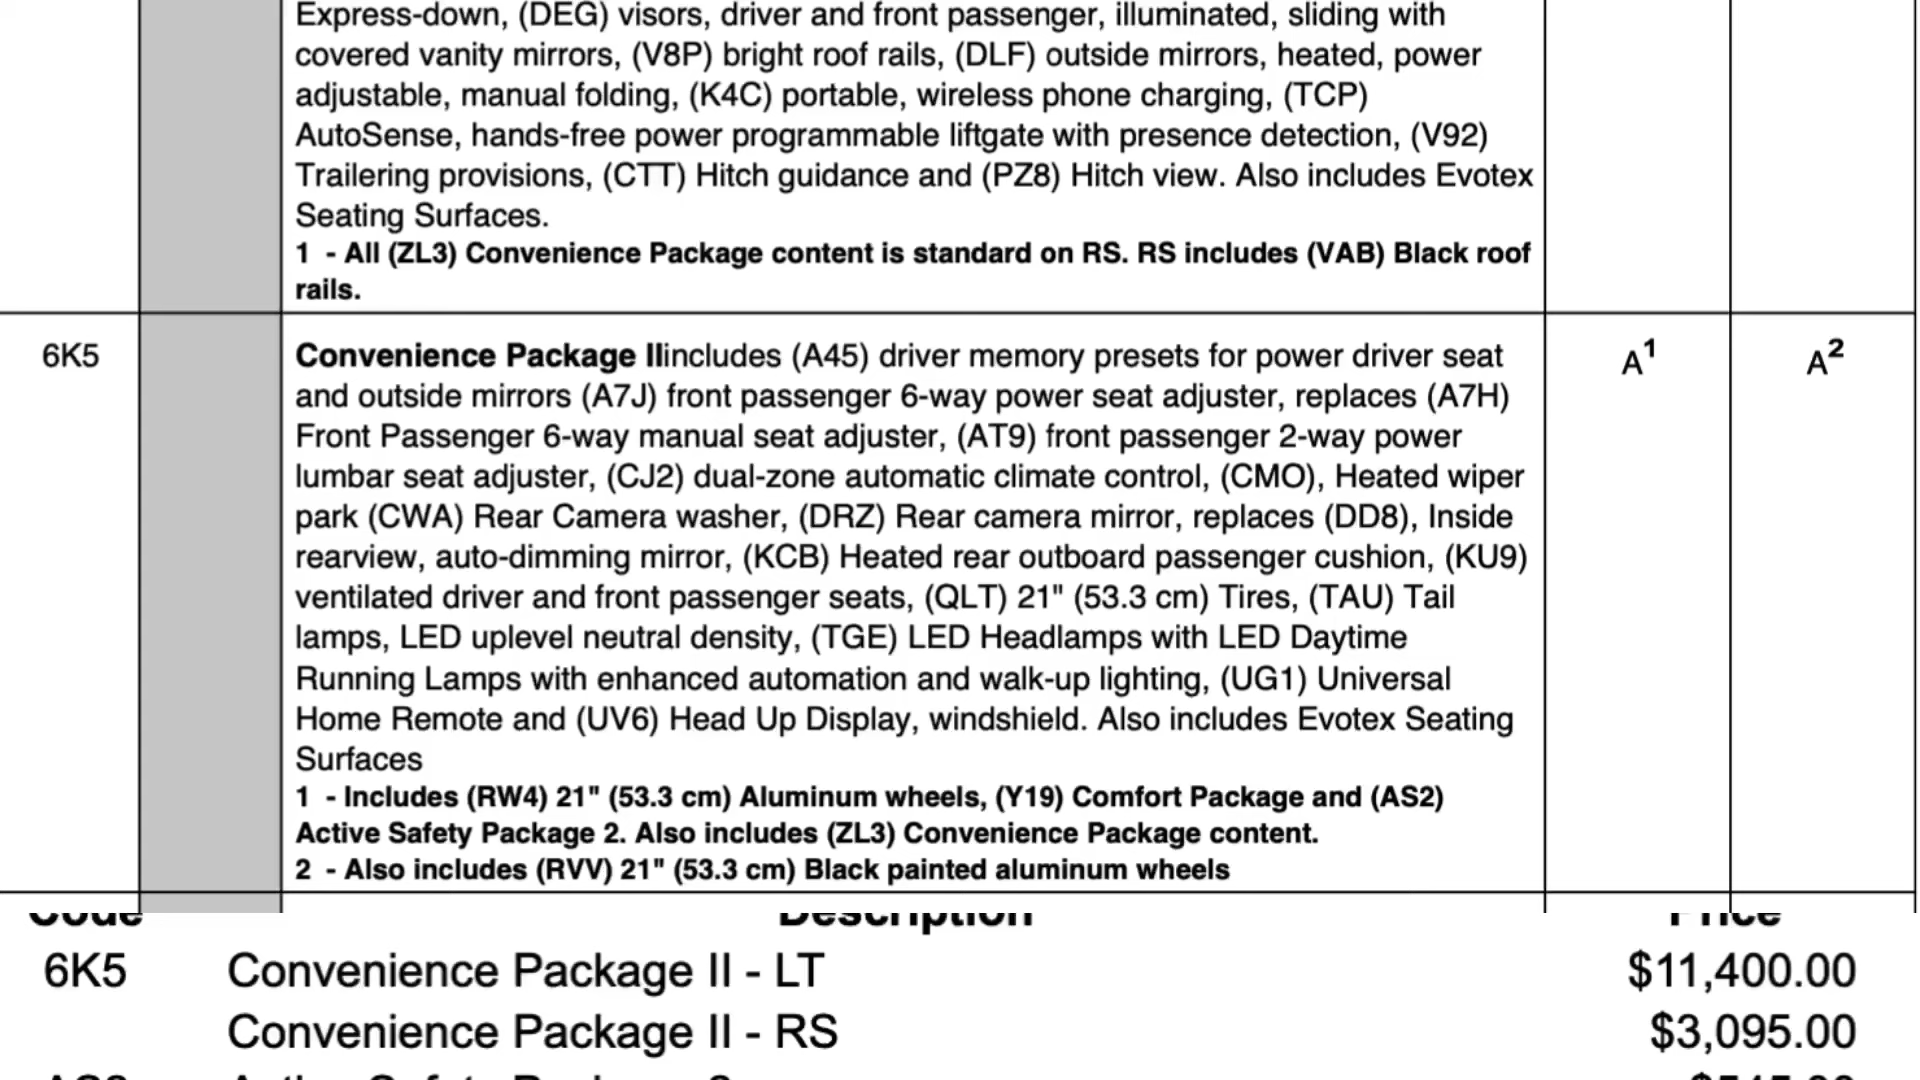 Express-down, (DEG) visors, driver and front passenger, illuminated, sliding with
covered vanity mirrors, (V8P) bright roof rails, (DLF) outside mirrors, heated, power
adjustable, manual folding, (K4C) portable, wireless phone charging, (TCP)
AutoSense, hands-free power programmable liftgate with presence detection, (V92)
Trailering provisions, (CTT) Hitch guidance and (PZ8) Hitch view. Also includes Evotex
Seating Surfaces.
1 - All (ZL3) Convenience Package content is standard on RS. RS includes (VAB) Black roof
rails.
6K5 Convenience Package IIincludes (A45) driver memory presets for power driver seat A¹ A²
and outside mirrors (A7J) front passenger 6-way power seat adjuster, replaces (A7H)
Front Passenger 6-way manual seat adjuster, (AT9) front passenger 2-way power
lumbar seat adjuster, (CJ2) dual-zone automatic climate control, (CMO), Heated wiper
park (CWA) Rear Camera washer, (DRZ) Rear camera mirror, replaces (DD8), Inside
rearview, auto-dimming mirror, (KCB) Heated rear outboard passenger cushion, (KU9)
ventilated driver and front passenger seats, (QLT) 21" (53.3 cm) Tires, (TAU) Tail
lamps, LED uplevel neutral density, (TGE) LED Headlamps with LED Daytime
Running Lamps with enhanced automation and walk-up lighting, (UG1) Universal
Home Remote and (UV6) Head Up Display, windshield. Also includes Evotex Seating
Surfaces
1 - Includes (RW4) 21" (53.3 cm) Aluminum wheels, (Y19) Comfort Package and (AS2)
Active Safety Package 2. Also includes (ZL3) Convenience Package content.
2 - Also includes (RVV) 21" (53.3 cm) Black painted aluminum wheels
Code Description Price
6K5 Convenience Package II - LT $11,400.00
Convenience Package II - RS $3,095.00